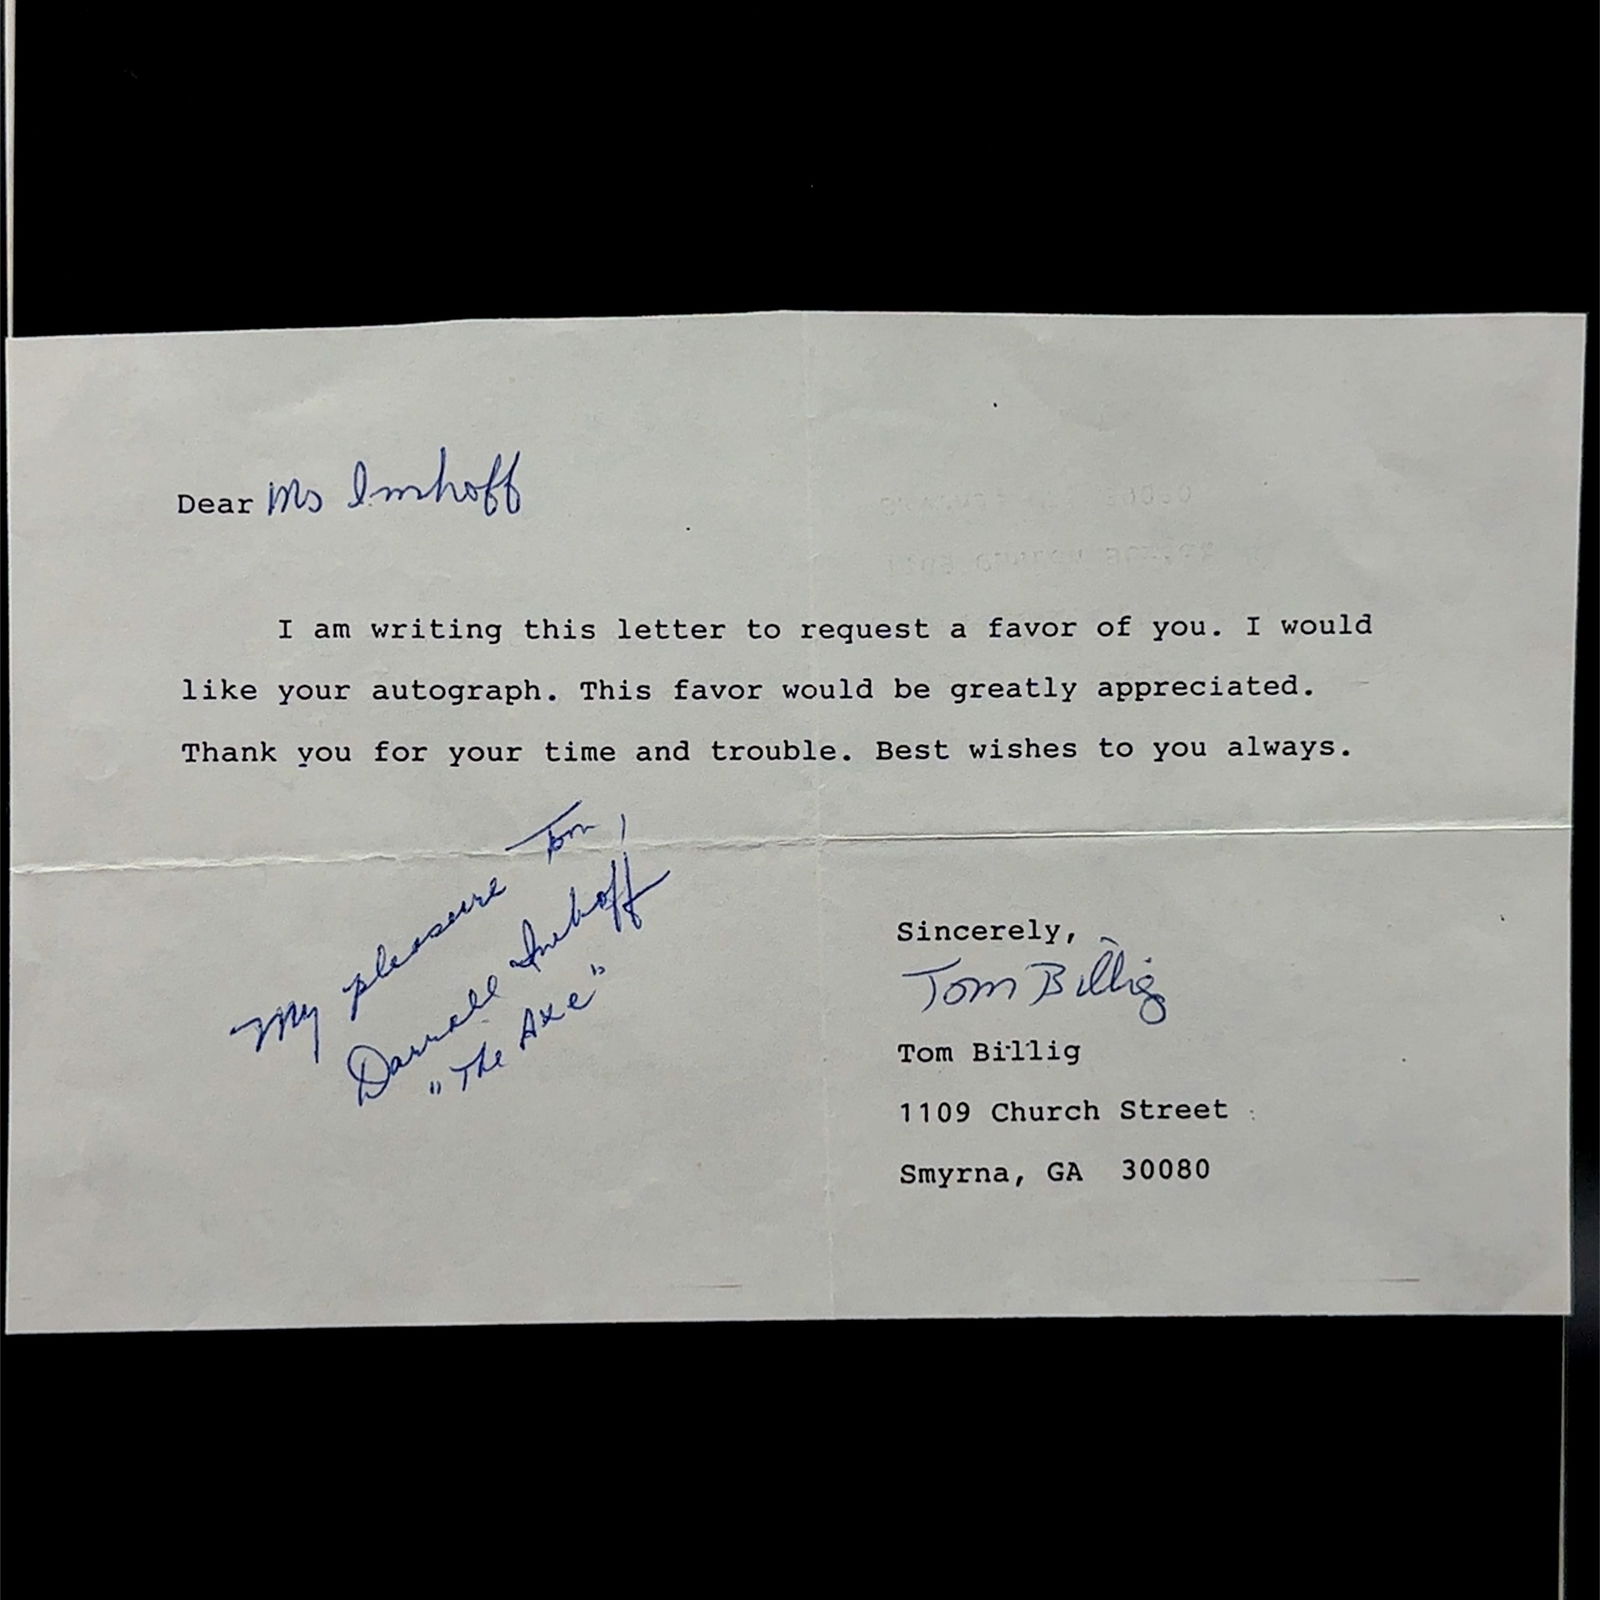 Dear Ms Imhoff
I am writing this letter to request a favor of you. I would
like your autograph. This favor would be greatly appreciated.
Thank you for your time and trouble. Best wishes to you always.
My pleasure Tom,
Darrall Imhoff
"The Axe"
Sincerely,
Tom Billig
Tom Billig
1109 Church Street
Smyrna, GA 30080